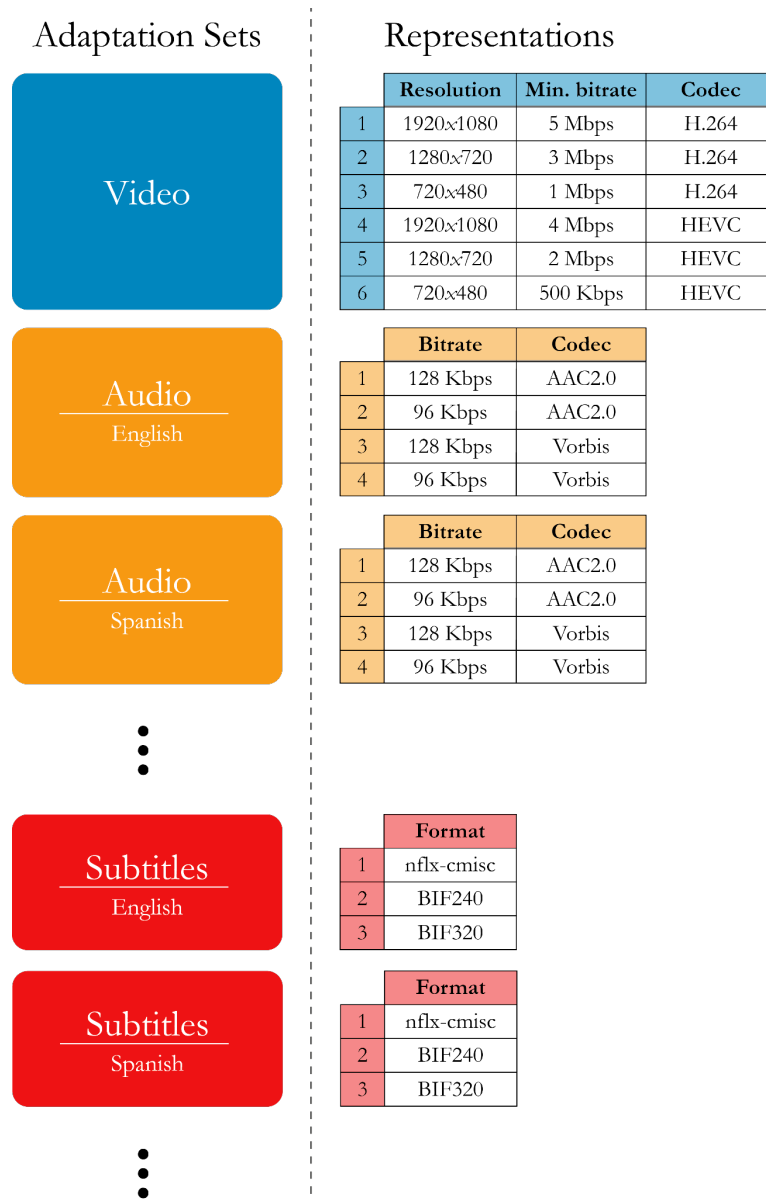 Adaptation Sets
Representations
Video
Resolution Min. bitrate Codec
1 1920x1080 5 Mbps H.264
2 1280x720 3 Mbps H.264
3 720x480 1 Mbps H.264
4 1920x1080 4 Mbps HEVC
5 1280x720 2 Mbps HEVC
6 720x480 500 Kbps HEVC
Audio
English
Bitrate Codec
1 128 Kbps AAC2.0
2 96 Kbps AAC2.0
3 128 Kbps Vorbis
4 96 Kbps Vorbis
Audio
Spanish
Bitrate Codec
1 128 Kbps AAC2.0
2 96 Kbps AAC2.0
3 128 Kbps Vorbis
4 96 Kbps Vorbis
Subtitles
English
Format
1 nflx-cmisc
2 BIF240
3 BIF320
Subtitles
Spanish
Format
1 nflx-cmisc
2 BIF240
3 BIF320